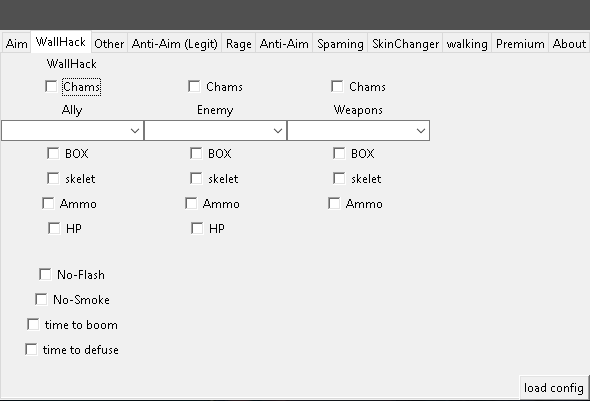 Aim WallHack Other Anti-Aim (Legit) Rage Anti-Aim Spaming SkinChanger walking Premium About
WallHack
Chams Chams Chams
Ally Enemy Weapons
BOX BOX BOX
skelet skelet skelet
Ammo Ammo Ammo
HP HP
No-Flash
No-Smoke
time to boom
time to defuse
load config